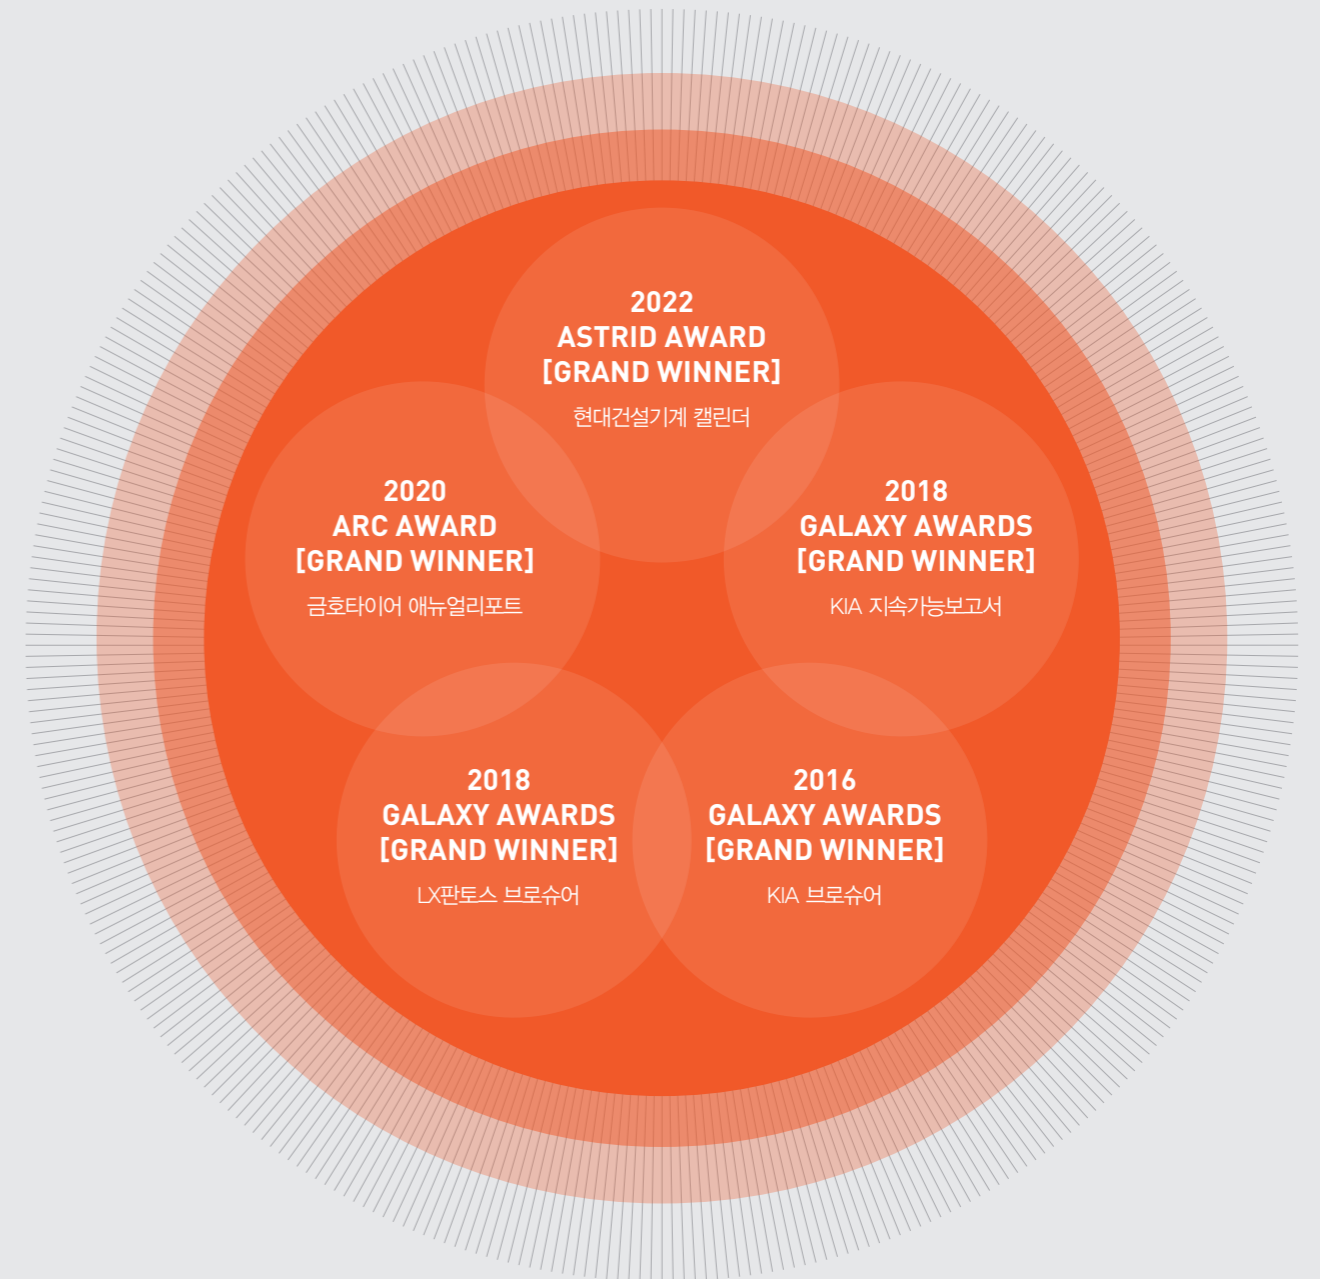 2022
ASTRID AWARD
[GRAND WINNER]
현대건설기계 캘린더
2020
ARC AWARD
[GRAND WINNER]
금호타이어 애뉴얼리포트
2018
GALAXY AWARDS
[GRAND WINNER]
KIA 지속가능보고서
2018
GALAXY AWARDS
[GRAND WINNER]
LX판토스 브로슈어
2016
GALAXY AWARDS
[GRAND WINNER]
KIA 브로슈어